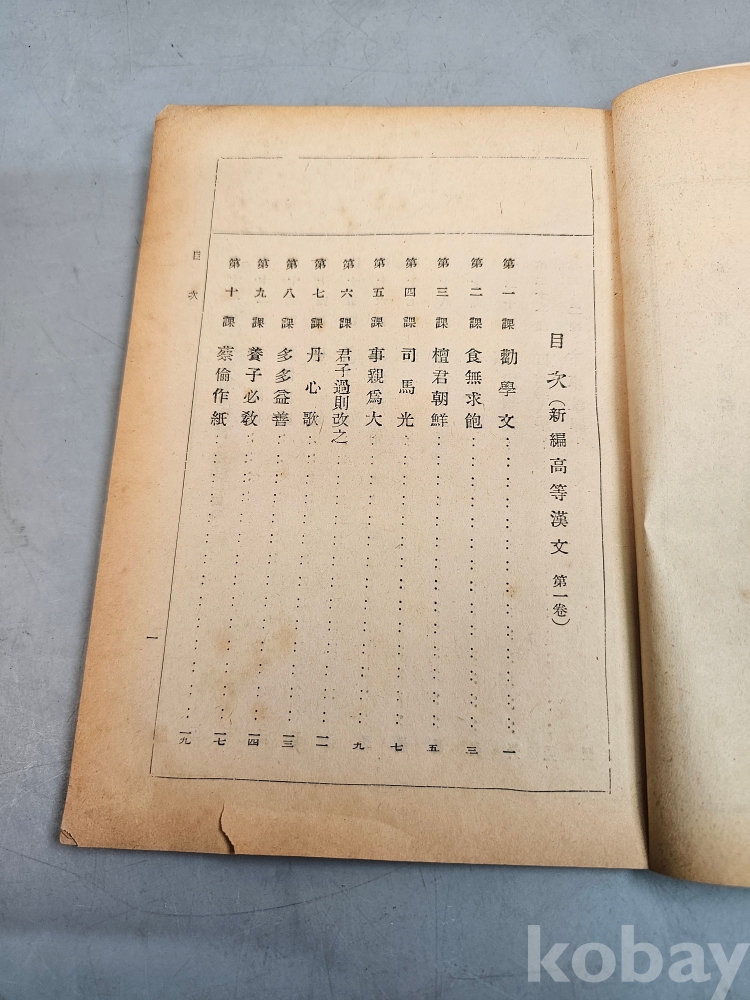 目次(新編高等漢文 第一卷)
第一課 勸學文 一
第二課 食無求飽 三
第三課 檀君朝鮮 五
第四課 司馬光 七
第五課 事親爲大 九
第六課 君子過則改之 一一
第七課 丹心歌 一二
第八課 多多益善 一三
第九課 養子必敎 一四
第十課 蔡倫作紙 一七
目次
一
kobay